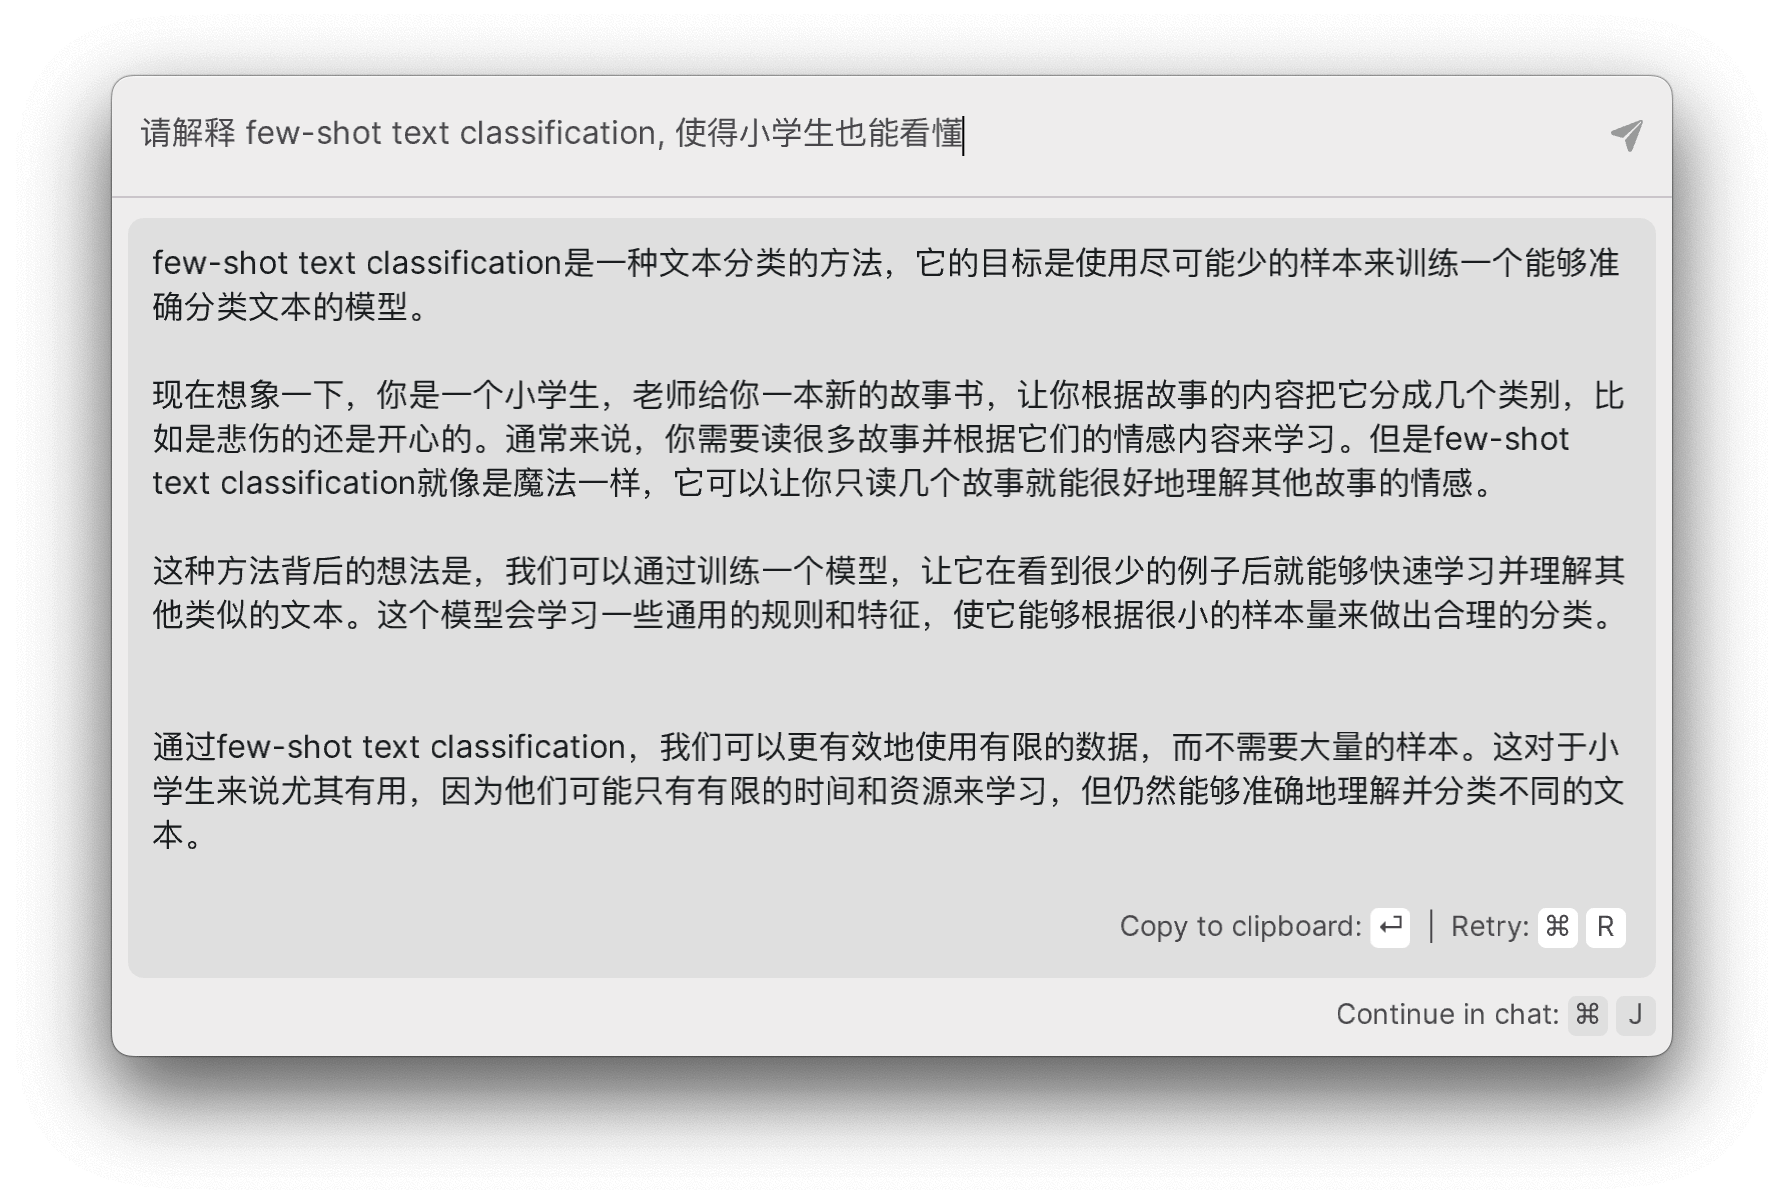 请解释 few-shot text classification, 使得小学生也能看懂
few-shot text classification是一种文本分类的方法，它的目标是使用尽可能少的样本来训练一个能够准
确分类文本的模型。
现在想象一下，你是一个小学生，老师给你一本新的故事书，让你根据故事的内容把它分成几个类别，比
如是悲伤的还是开心的。通常来说，你需要读很多故事并根据它们的情感内容来学习。但是few-shot
text classification就像是魔法一样，它可以让你只读几个故事就能很好地理解其他故事的情感。
这种方法背后的想法是，我们可以通过训练一个模型，让它在看到很少的例子后就能够快速学习并理解其
他类似的文本。这个模型会学习一些通用的规则和特征，使它能够根据很小的样本量来做出合理的分类。
通过few-shot text classification，我们可以更有效地使用有限的数据，而不需要大量的样本。这对于小
学生来说尤其有用，因为他们可能只有有限的时间和资源来学习，但仍然能够准确地理解并分类不同的文
本。
Copy to clipboard: ↵ | Retry: ⌘ R
Continue in chat: ⌘ J